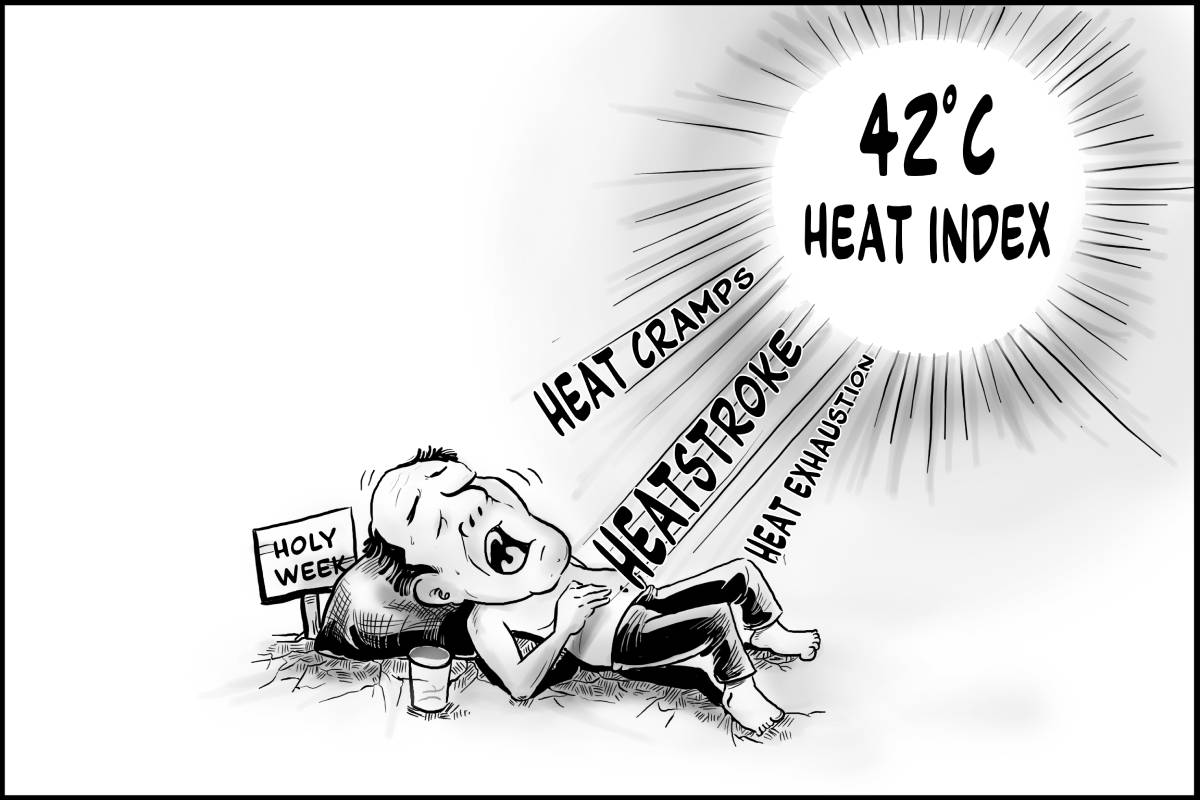 42°C
HEAT INDEX
HEAT CRAMPS
HEATSTROKE
HEAT EXHAUSTION
HOLY
WEEK